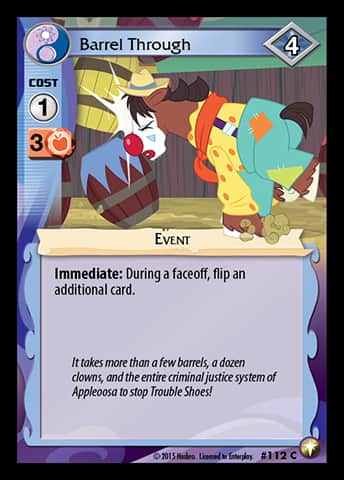 Barrel Through
4
COST
1
3
EVENT
Immediate: During a faceoff, flip an
additional card.
It takes more than a few barrels, a dozen
clowns, and the entire criminal justice system of
Appleoosa to stop Trouble Shoes!
© 2015 Hasbro. Licensed to Enterplay. #112 C